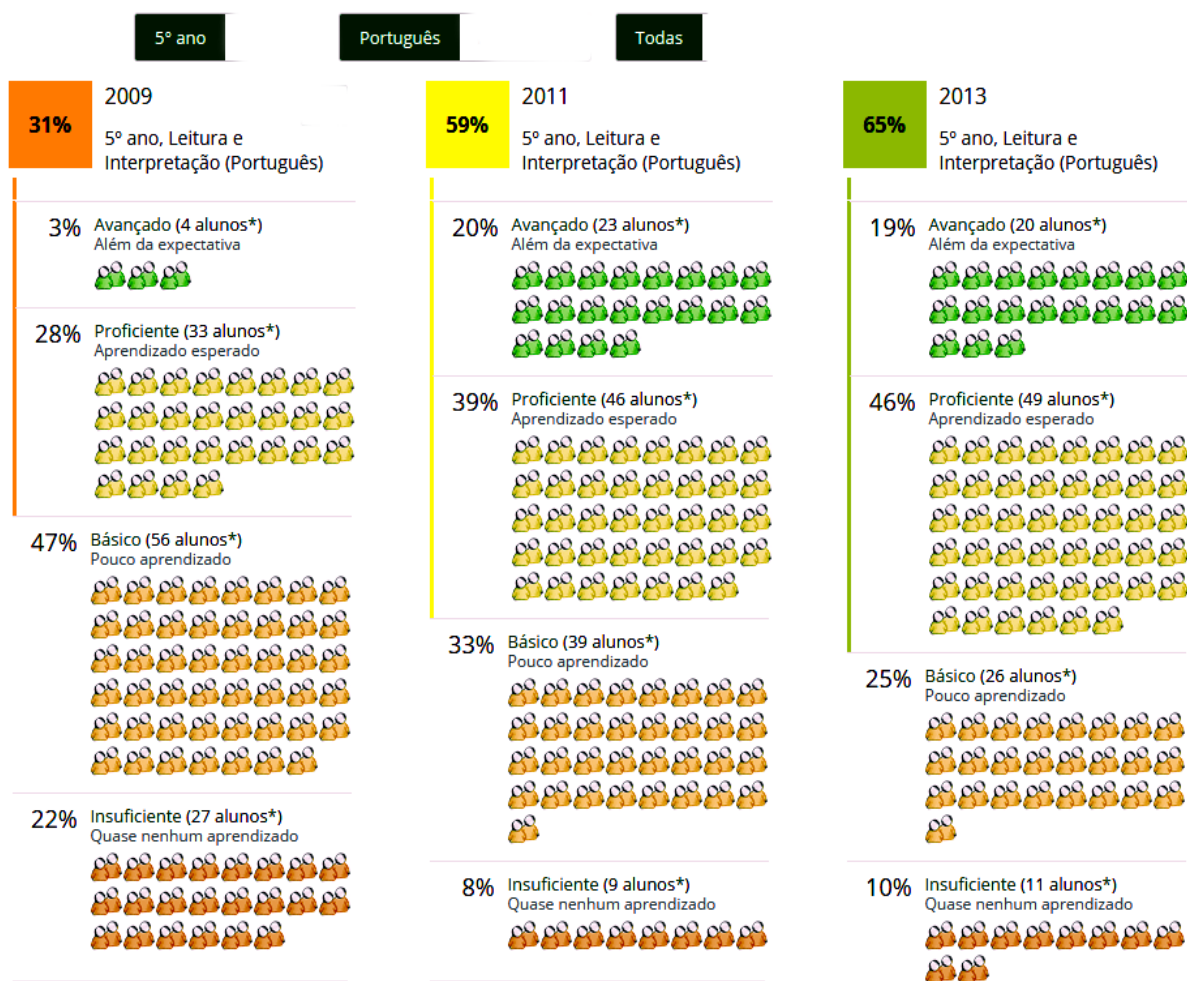 5º ano
Português
Todas
31%
2009
5º ano, Leitura e
Interpretação (Português)
3%
Avançado (4 alunos*)
Além da expectativa
28%
Proficiente (33 alunos*)
Aprendizado esperado
47%
Básico (56 alunos*)
Pouco aprendizado
22%
Insuficiente (27 alunos*)
Quase nenhum aprendizado
59%
2011
5º ano, Leitura e
Interpretação (Português)
20%
Avançado (23 alunos*)
Além da expectativa
39%
Proficiente (46 alunos*)
Aprendizado esperado
33%
Básico (39 alunos*)
Pouco aprendizado
8%
Insuficiente (9 alunos*)
Quase nenhum aprendizado
65%
2013
5º ano, Leitura e
Interpretação (Português)
19%
Avançado (20 alunos*)
Além da expectativa
46%
Proficiente (49 alunos*)
Aprendizado esperado
25%
Básico (26 alunos*)
Pouco aprendizado
10%
Insuficiente (11 alunos*)
Quase nenhum aprendizado